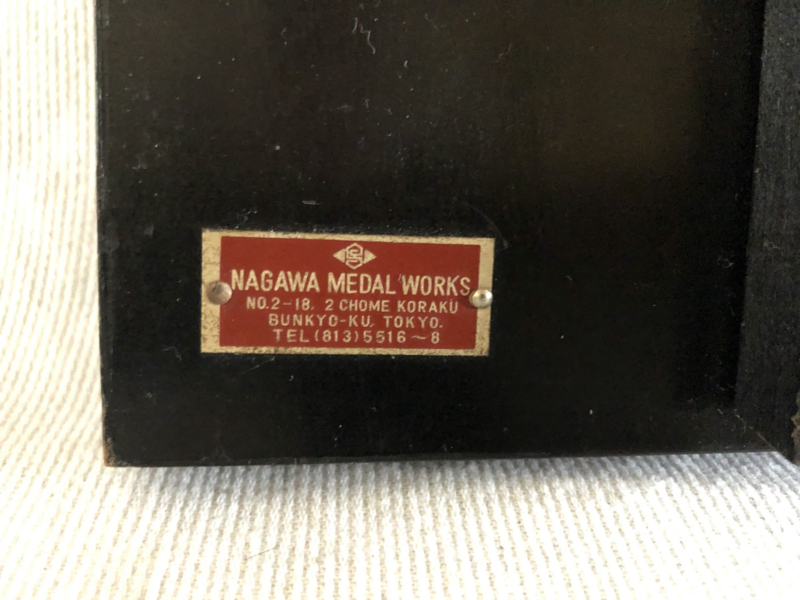 NAGAWA MEDAL WORKS
NO.2-18, 2 CHOME KORAKU
BUNKYO-KU, TOKYO.
TEL(813)5516~8